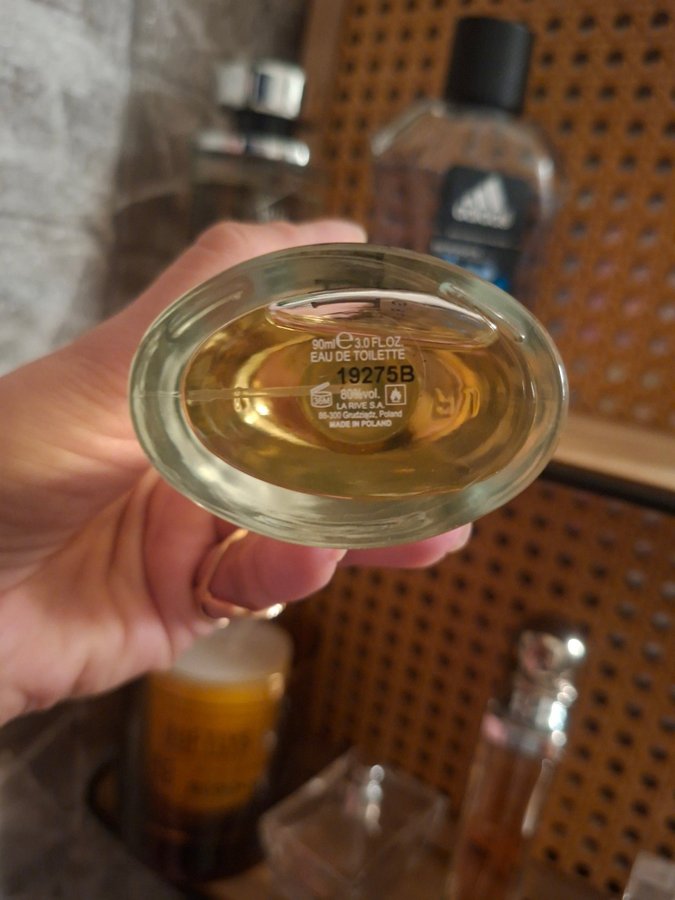 adidas
90ml e 3.0 FL.OZ.
EAU DE TOILETTE
19275B
80%vol.
36M
LA RIVE S.A.
86-300 Grudziądz, Poland
MADE IN POLAND